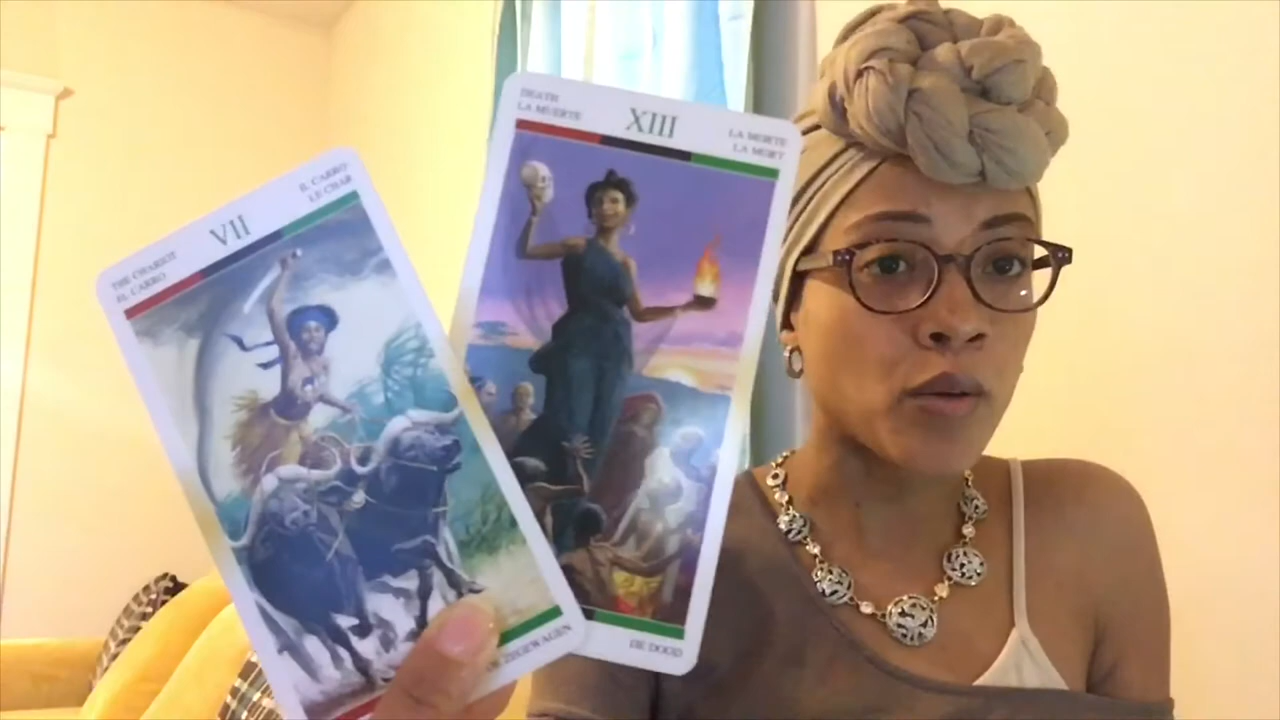 VII
THE CHARIOT
EL CARRO
IL CARRO
LE CHAR
XIII
DEATH
LA MUERTE
LA MORTE
LA MORT
DE DOOD